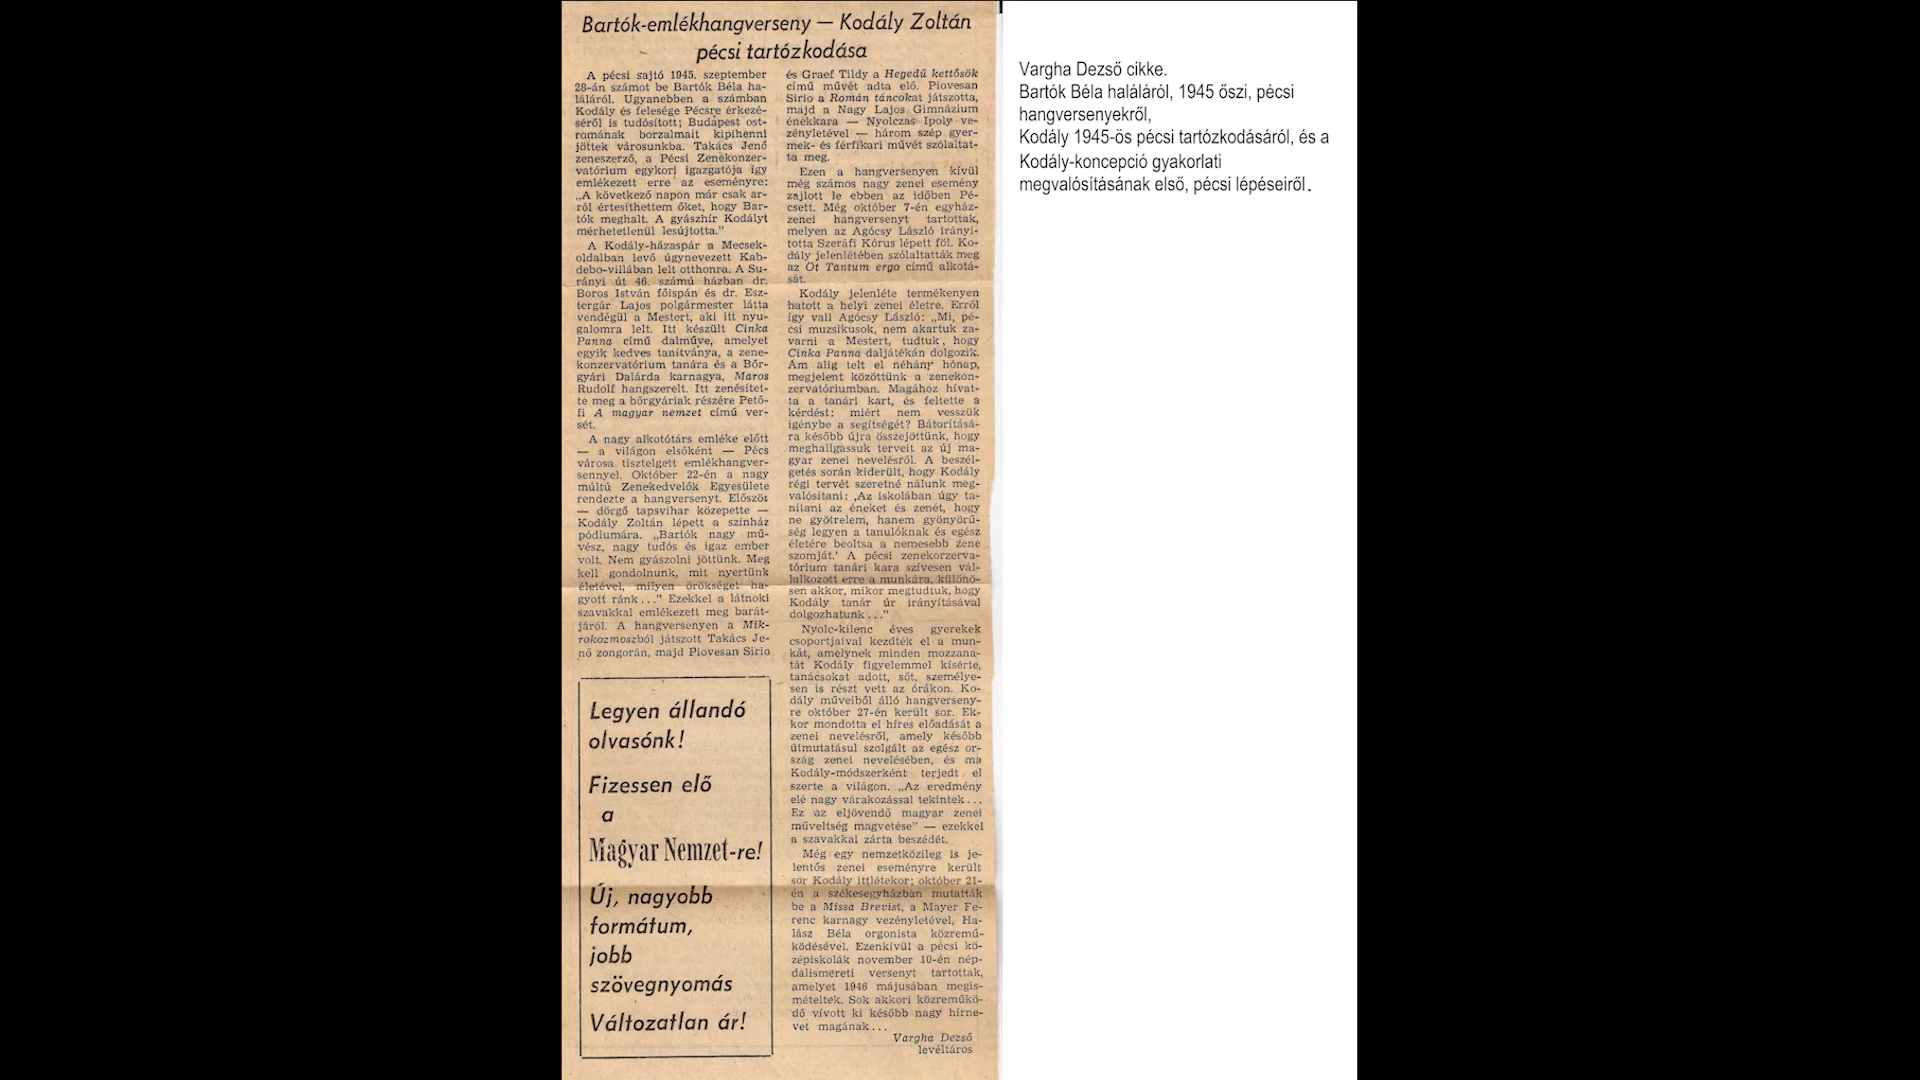 Bartók-emlékhangverseny — Kodály Zoltán
pécsi tartózkodása
A pécsi sajtó 1945. szeptember
28-án számot be Bartók Béla ha-
láláról. Ugyanebben a számban
Kodály és felesége Pécsre érkezé-
séről is tudósított; Budapest ost-
romának borzalmait kipihenni
jöttek városunkba. Takács Jenő
zeneszerző, a Pécsi Zenekonzer-
vatórium egykori igazgatója így
emlékezett erre az eseményre:
„A következő napon már csak ar-
ról értesíthettem őket, hogy Bar-
tók meghalt. A gyászhír Kodályt
mérhetetlenül lesújtotta."
A Kodály-házaspár a Mecsek-
oldalban levő úgynevezett Kab-
debo-villában lelt otthonra. A Su-
rányi út 46. számú házban dr.
Boros István főispán és dr. Esz-
tergár Lajos polgármester látta
vendégül a Mestert, aki itt nyu-
galomra lelt. Itt készült Cinka
Panna című dalműve, amelyet
egyik kedves tanítványa, a zene-
konzervatórium tanára és a Bőr-
gyári Dalárda karnagya, Maros
Rudolf hangszerelt. Itt zenésítet-
te meg a bőrgyáriak részére Pető-
fi A magyar nemzet című ver-
sét.
A nagy alkotótárs emléke előtt
— a világon elsőként — Pécs
városa tisztelgett emlékhangver-
sennyel. Október 22-én a nagy
múltú Zenekedvelők Egyesülete
rendezte a hangversenyt. Először
— dörgő tapsvihar közepette —
Kodály Zoltán lépett a színház
pódiumára. „Bartók nagy mű-
vész, nagy tudós és igaz ember
volt. Nem gyászolni jöttünk. Meg
kell gondolnunk, mit nyertünk
életével, milyen örökséget ha-
gyott ránk..." Ezekkel a látnoki
szavakkal emlékezett meg barát-
járól. A hangversenyen a Mik-
rokozmoszból játszott Takács Je-
nő zongorán, majd Piovesan Sirio
Legyen állandó
olvasónk!
Fizessen elő
a
Magyar Nemzet-re!
Új, nagyobb
formátum,
jobb
szövegnyomás
Változatlan ár!
és Graef Tildy a Hegedű kettősök
című művét adta elő. Piovesan
Sirio a Román táncokat játszotta,
majd a Nagy Lajos Gimnázium
énekkara — Nyolczas Ipoly ve-
zényletével — három szép gyer-
mek- és férfikari művét szólaltat-
ta meg.
Ezen a hangversenyen kívül
még számos nagy zenei esemény
zajlott le ebben az időben Pé-
csett. Még október 7-én egyház-
zenei hangversenyt tartottak,
melyen az Agócsy László irányí-
totta Szeráfi Kórus lépett föl. Ko-
dály jelenlétében szólaltatták meg
az Öt Tantum ergo című alkotá-
sát.
Kodály jelenléte termékenyen
hatott a helyi zenei életre. Erről
így vall Agócsy László: „Mi, pé-
csi muzsikusok, nem akartuk za-
varni a Mestert, tudtuk, hogy
Cinka Panna daljátékán dolgozik.
Ám alig telt el néhány hónap,
megjelent közöttünk a zenekon-
zervatóriumban. Magához hívat-
ta a tanári kart, és feltette a
kérdést: miért nem vesszük
igénybe a segítségét? Bátorításá-
ra később újra összejöttünk, hogy
meghallgassuk terveit az új ma-
gyar zenei nevelésről. A beszél-
getés során kiderült, hogy Kodály
régi tervét szeretné nálunk meg-
valósítani: ‚Az iskolában úgy ta-
nítani az éneket és zenét, hogy
ne gyötrelem, hanem gyönyörű-
ség legyen a tanulóknak és egész
életére beoltsa a nemesebb zene
szomját.' A pécsi zenekorzerva-
tórium tanári kara szívesen vál-
lalkozott erre a munkára, különö-
sen akkor, mikor megtudtuk, hogy
Kodály tanár úr irányításával
dolgozhatunk..."
Nyolc-kilenc éves gyerekek
csoportjaival kezdték el a mun-
kát, amelynek minden mozzana-
tát Kodály figyelemmel kísérte,
tanácsokat adott, sőt, személye-
sen is részt vett az órákon. Ko-
dály műveiből álló hangverseny-
re október 27-én került sor. Ek-
kor mondotta el híres előadását a
zenei nevelésről, amely később
útmutatásul szolgált az egész or-
szág zenei nevelésében, és ma
Kodály-módszerként terjedt el
szerte a világon. „Az eredmény
elé nagy várakozással tekintek...
Ez az eljövendő magyar zenei
műveltség magvetése" — ezekkel
a szavakkal zárta beszédét.
Még egy nemzetközileg is je-
lentős zenei eseményre került
sor Kodály ittlétekor; október 21-
én a székesegyházban mutatták
be a Missa Brevist, a Mayer Fe-
renc karnagy vezényletével, Ha-
lász Béla orgonista közremű-
ködésével. Ezenkívül a pécsi kö-
zépiskolák november 10-én nép-
dalismereti versenyt tartottak,
amelyet 1946 májusában megis-
mételtek. Sok akkori közreműkö-
dő vívott ki később nagy hírne-
vet magának...
Vargha Dezső
levéltáros
Vargha Dezső cikke.
Bartók Béla haláláról, 1945 őszi, pécsi
hangversenyekről,
Kodály 1945-ös pécsi tartózkodásáról, és a
Kodály-koncepció gyakorlati
megvalósításának első, pécsi lépéseiről.